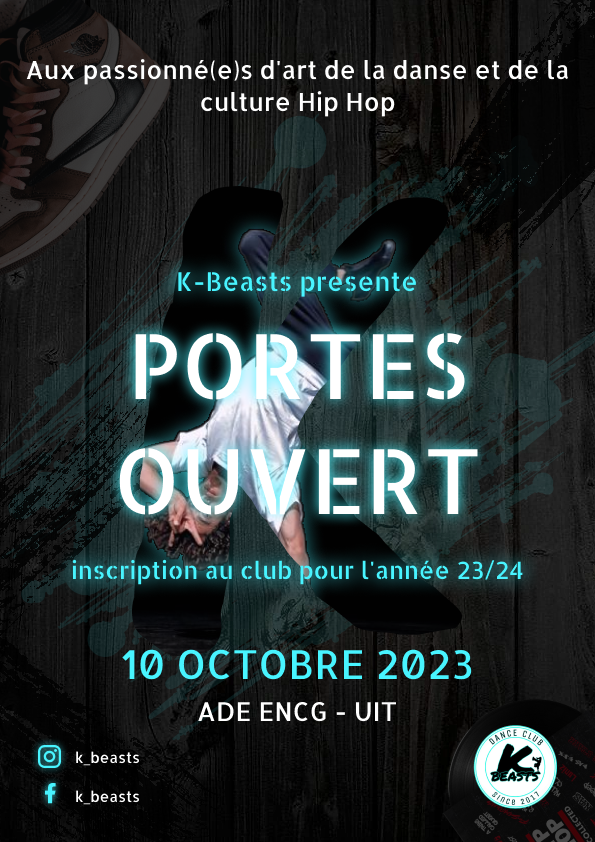 Aux passionné(e)s d'art de la danse et de la
culture Hip Hop
K-Beasts presente
PORTES
OUVERT
inscription au club pour l'année 23/24
10 OCTOBRE 2023
ADE ENCG - UIT
k_beasts
k_beasts
DANCE CLUB
K
BEASTS
Since 2017